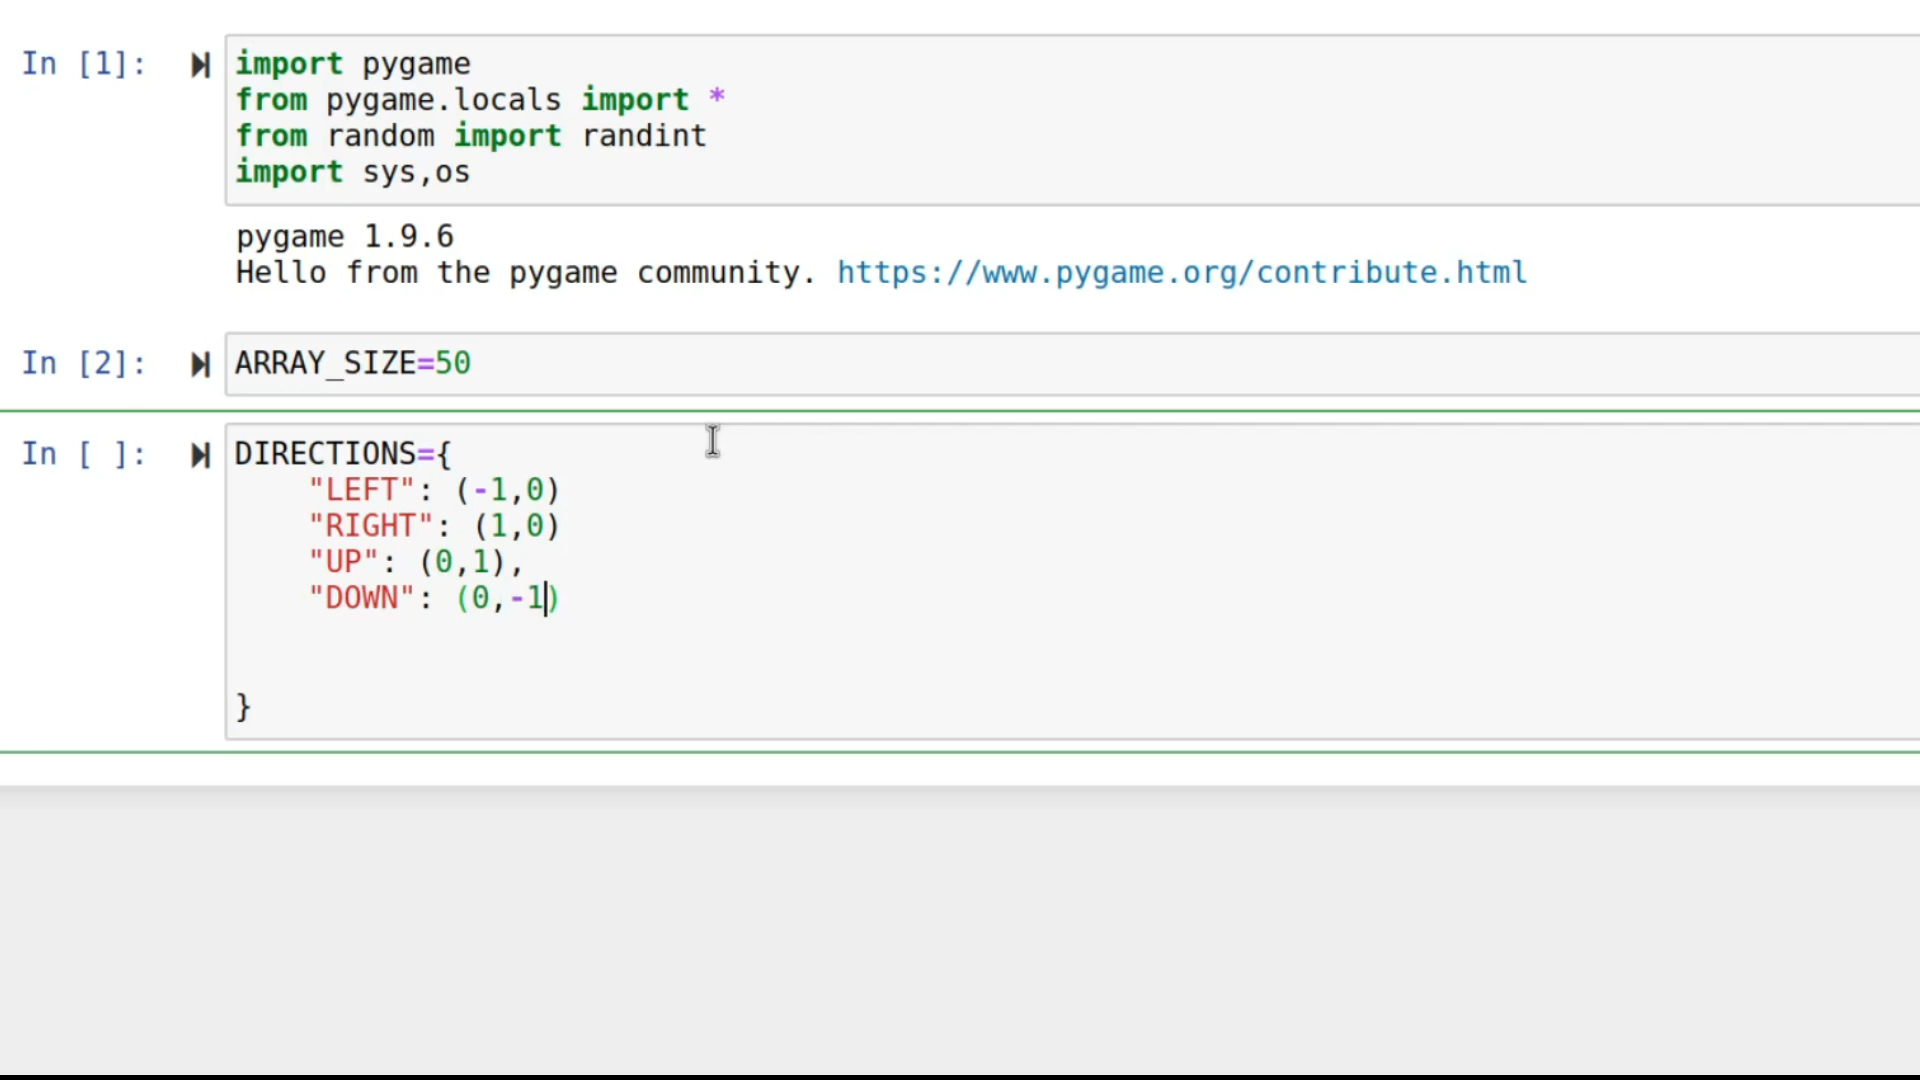 In [1]:
import pygame
from pygame.locals import *
from random import randint
import sys,os
pygame 1.9.6
Hello from the pygame community. https://www.pygame.org/contribute.html
In [2]:
ARRAY_SIZE=50
In [ ]:
DIRECTIONS={
    "LEFT": (-1,0)
    "RIGHT": (1,0)
    "UP": (0,1),
    "DOWN": (0,-1)
}